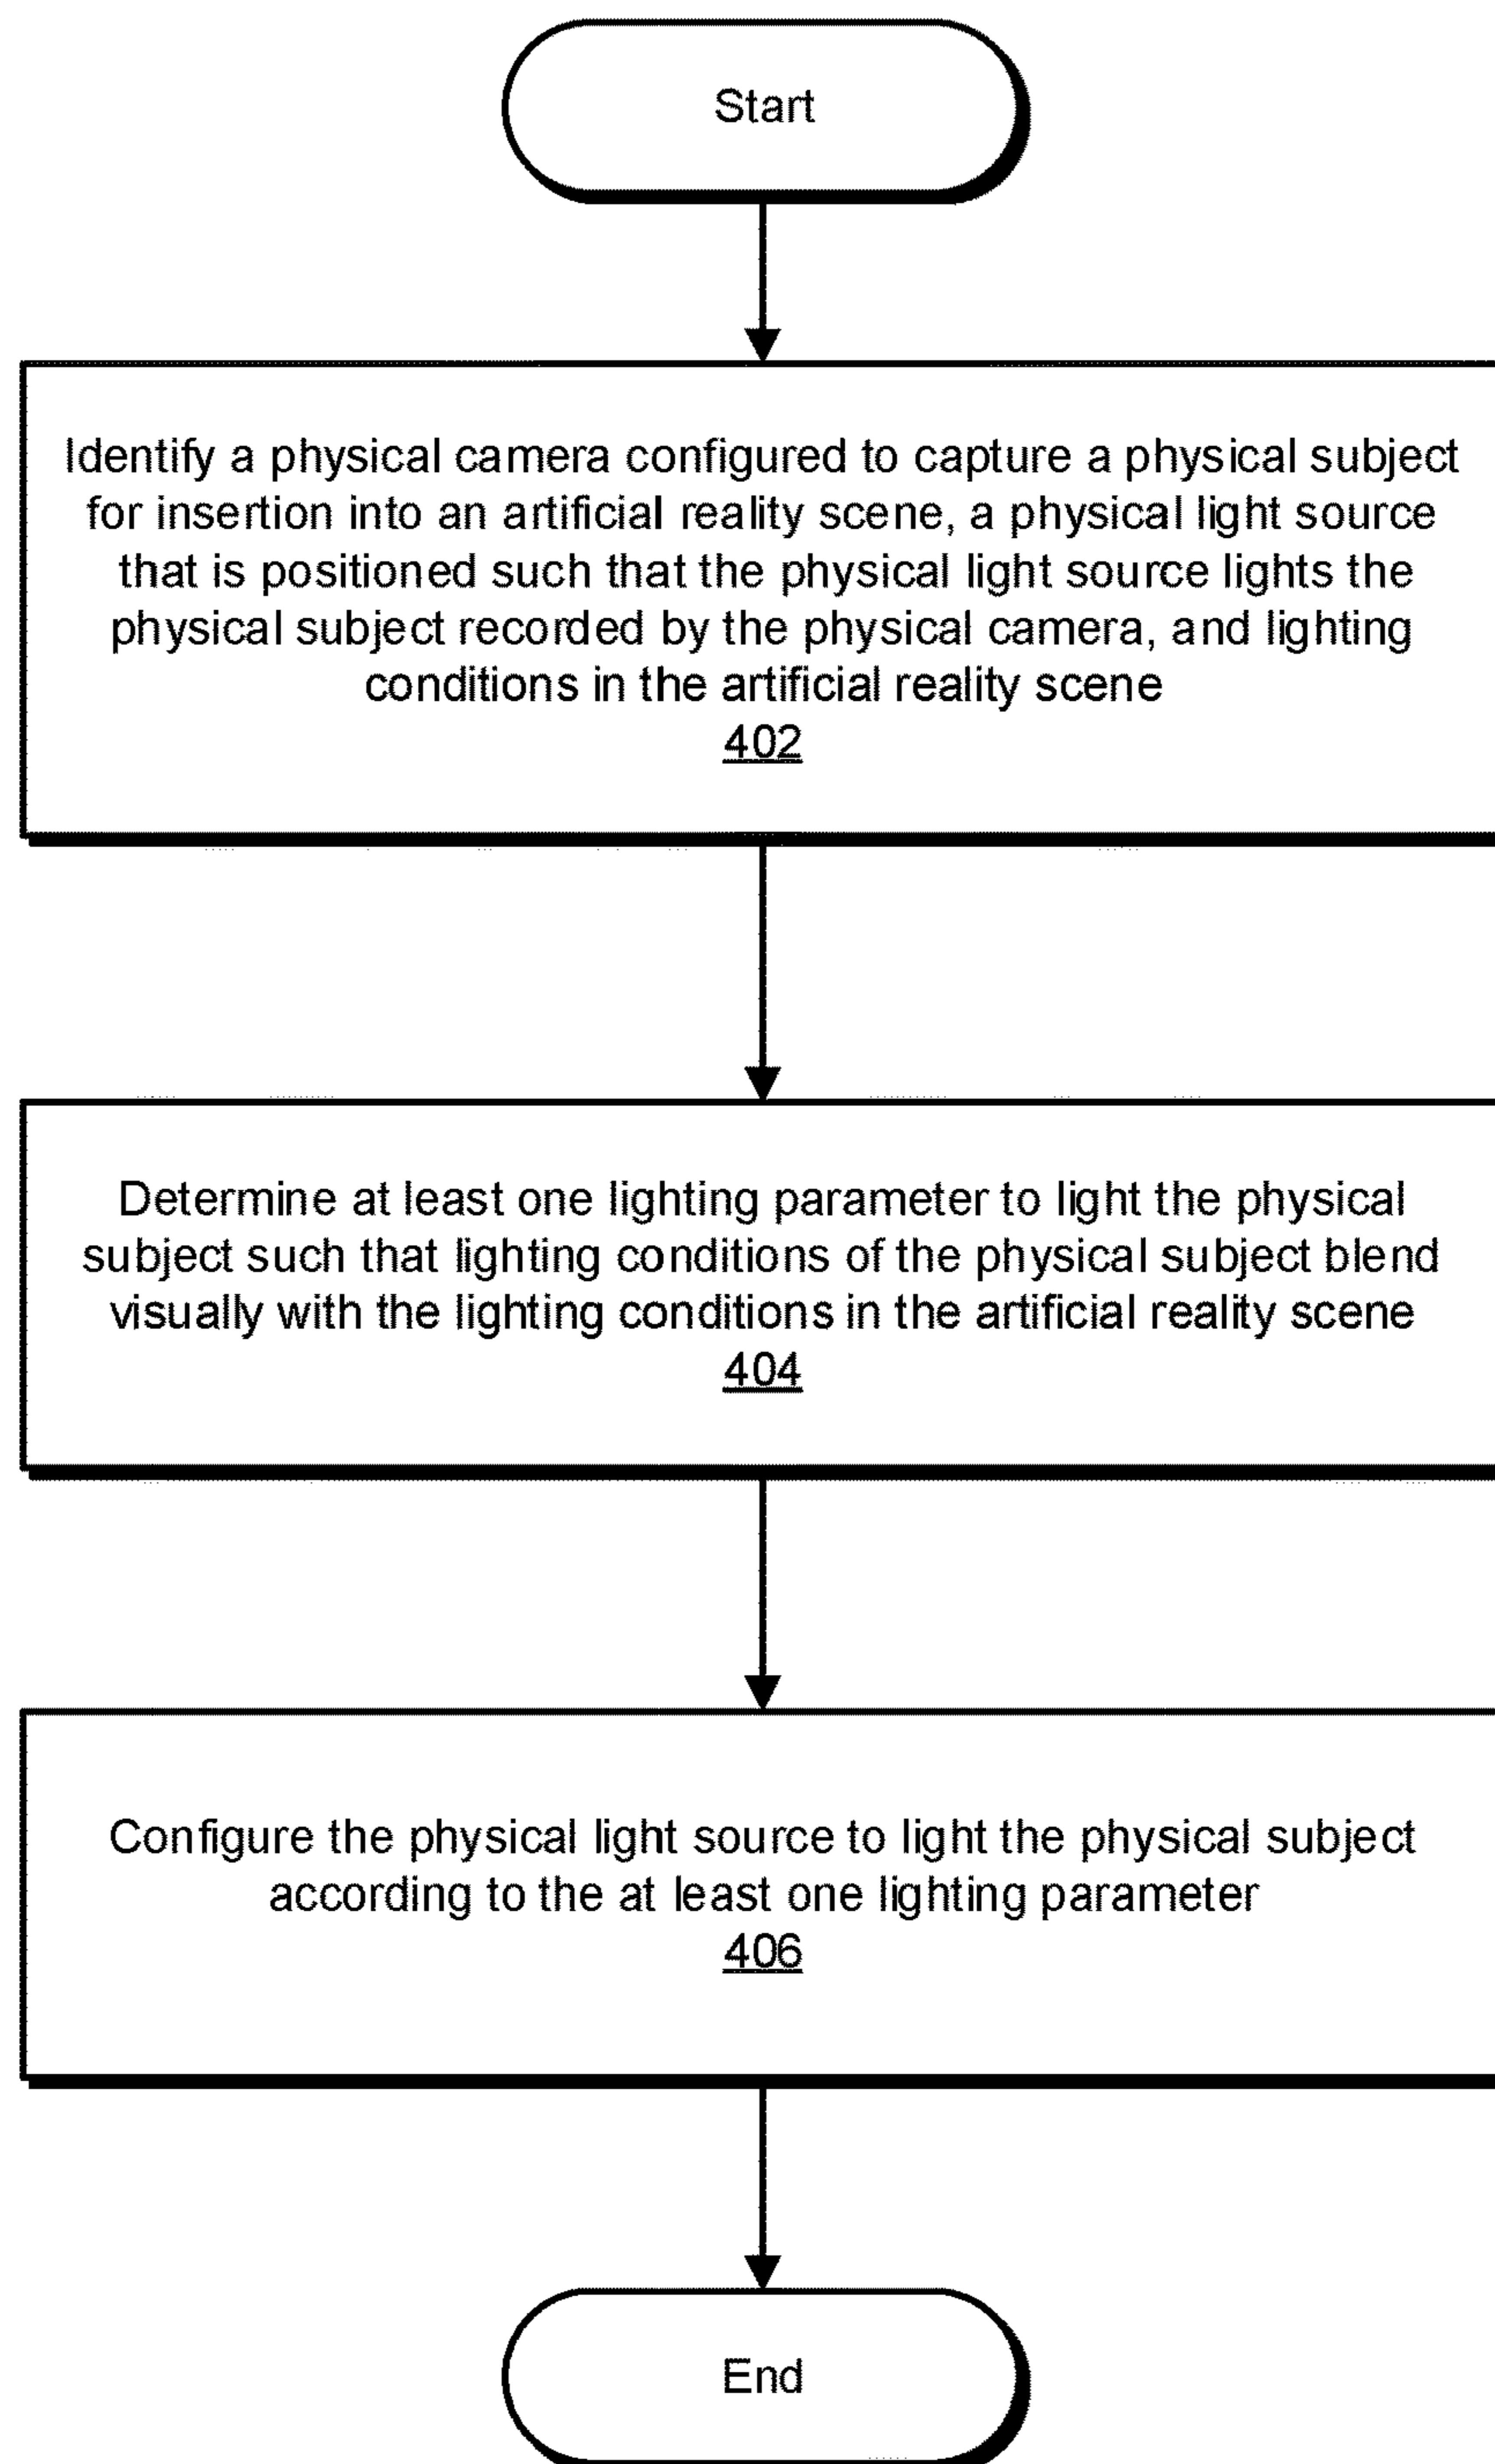 Start
Identify a physical camera configured to capture a physical subject
for insertion into an artificial reality scene, a physical light source
that is positioned such that the physical light source lights the
physical subject recorded by the physical camera, and lighting
conditions in the artificial reality scene
402
Determine at least one lighting parameter to light the physical
subject such that lighting conditions of the physical subject blend
visually with the lighting conditions in the artificial reality scene
404
Configure the physical light source to light the physical subject
according to the at least one lighting parameter
406
End